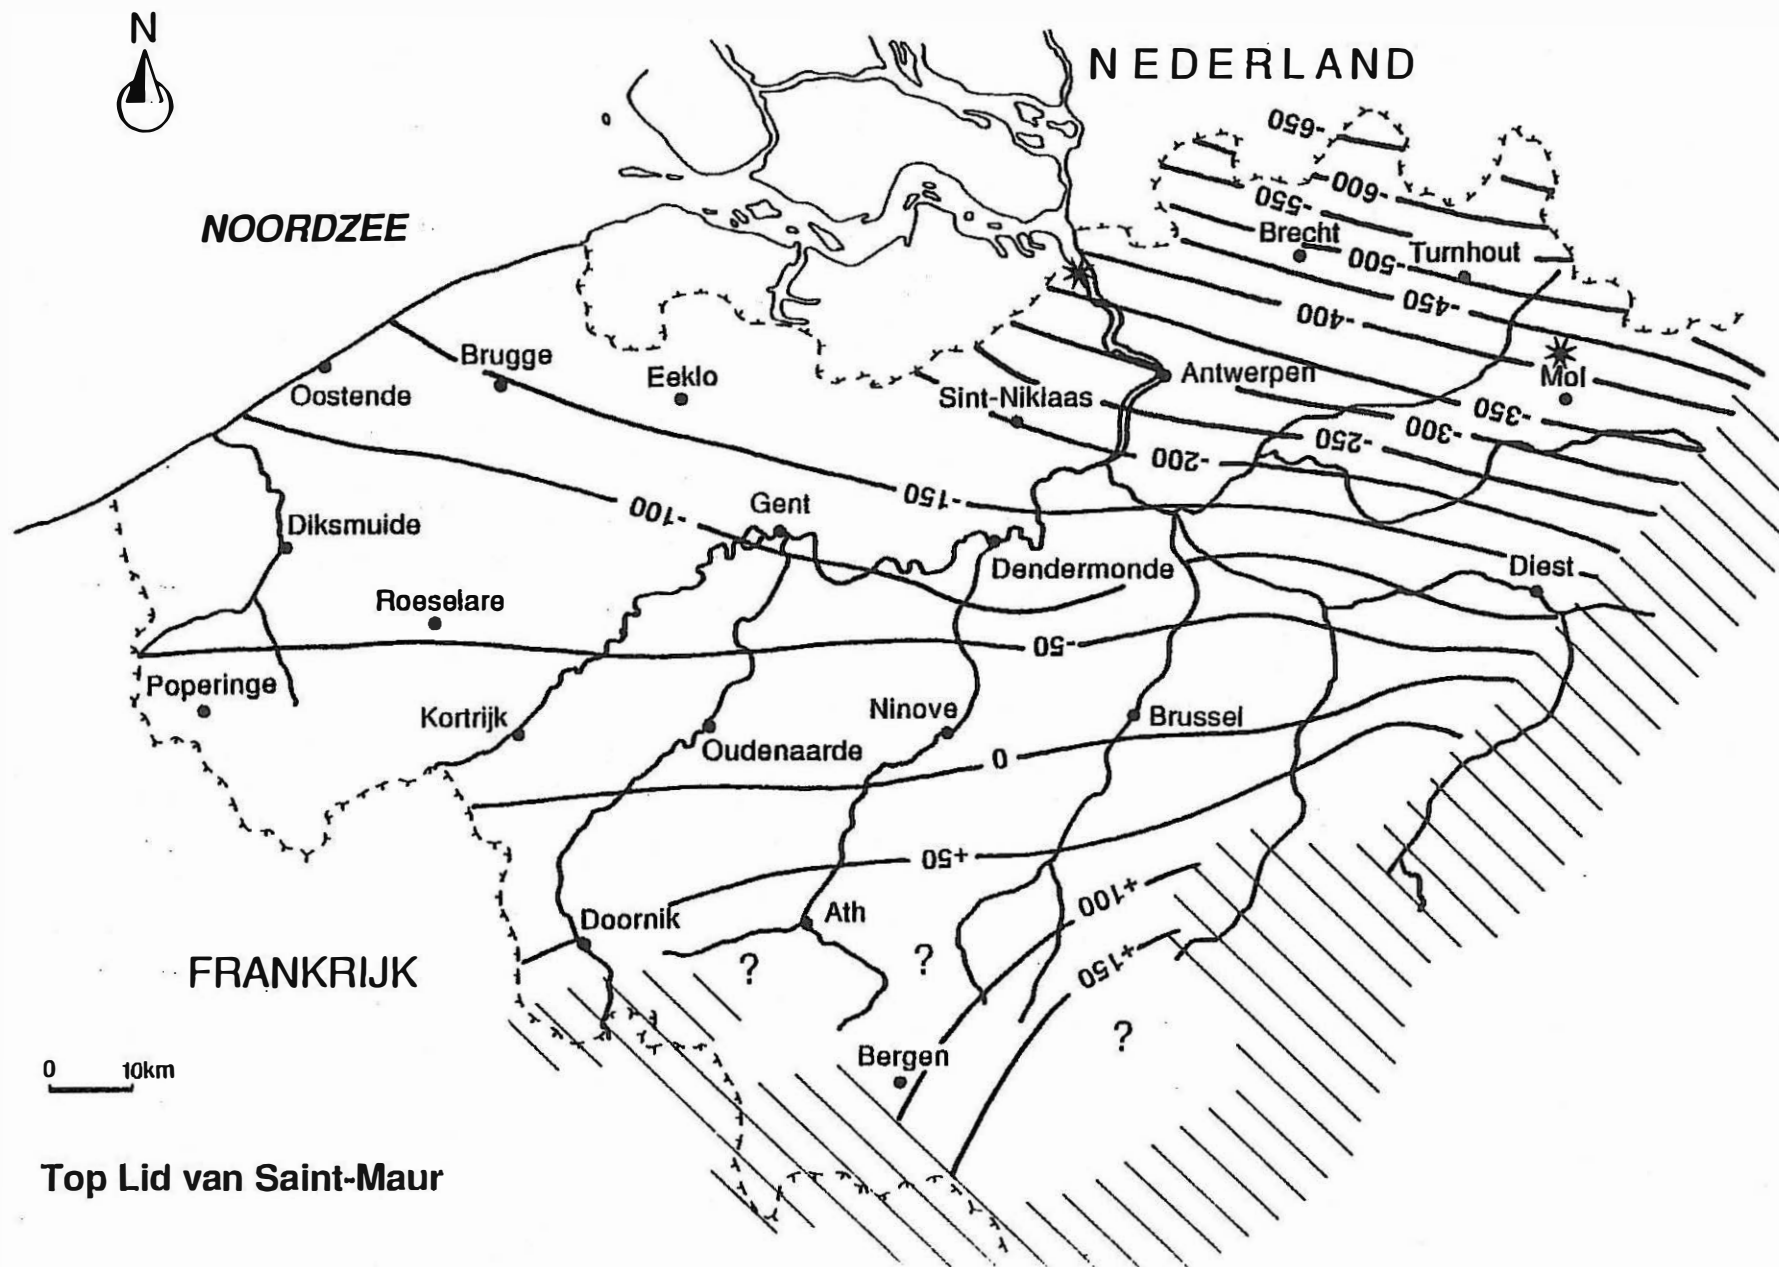 N
NEDERLAND
-650
-600
-550
NOORDZEE
Brecht
Turnhout
-500
-450
-400
Brugge
Eeklo
Antwerpen
Mol
Oostende
Sint-Niklaas
-350
-300
-250
-200
-150
Gent
-100
Diksmuide
Dendermonde
Diest
Roeselare
-50
Poperinge
Kortrijk
Ninove
Brussel
Oudenaarde
0
+50
+100
Doornik
Ath
?
?
+150
FRANKRIJK
?
Bergen
0 10km
Top Lid van Saint-Maur